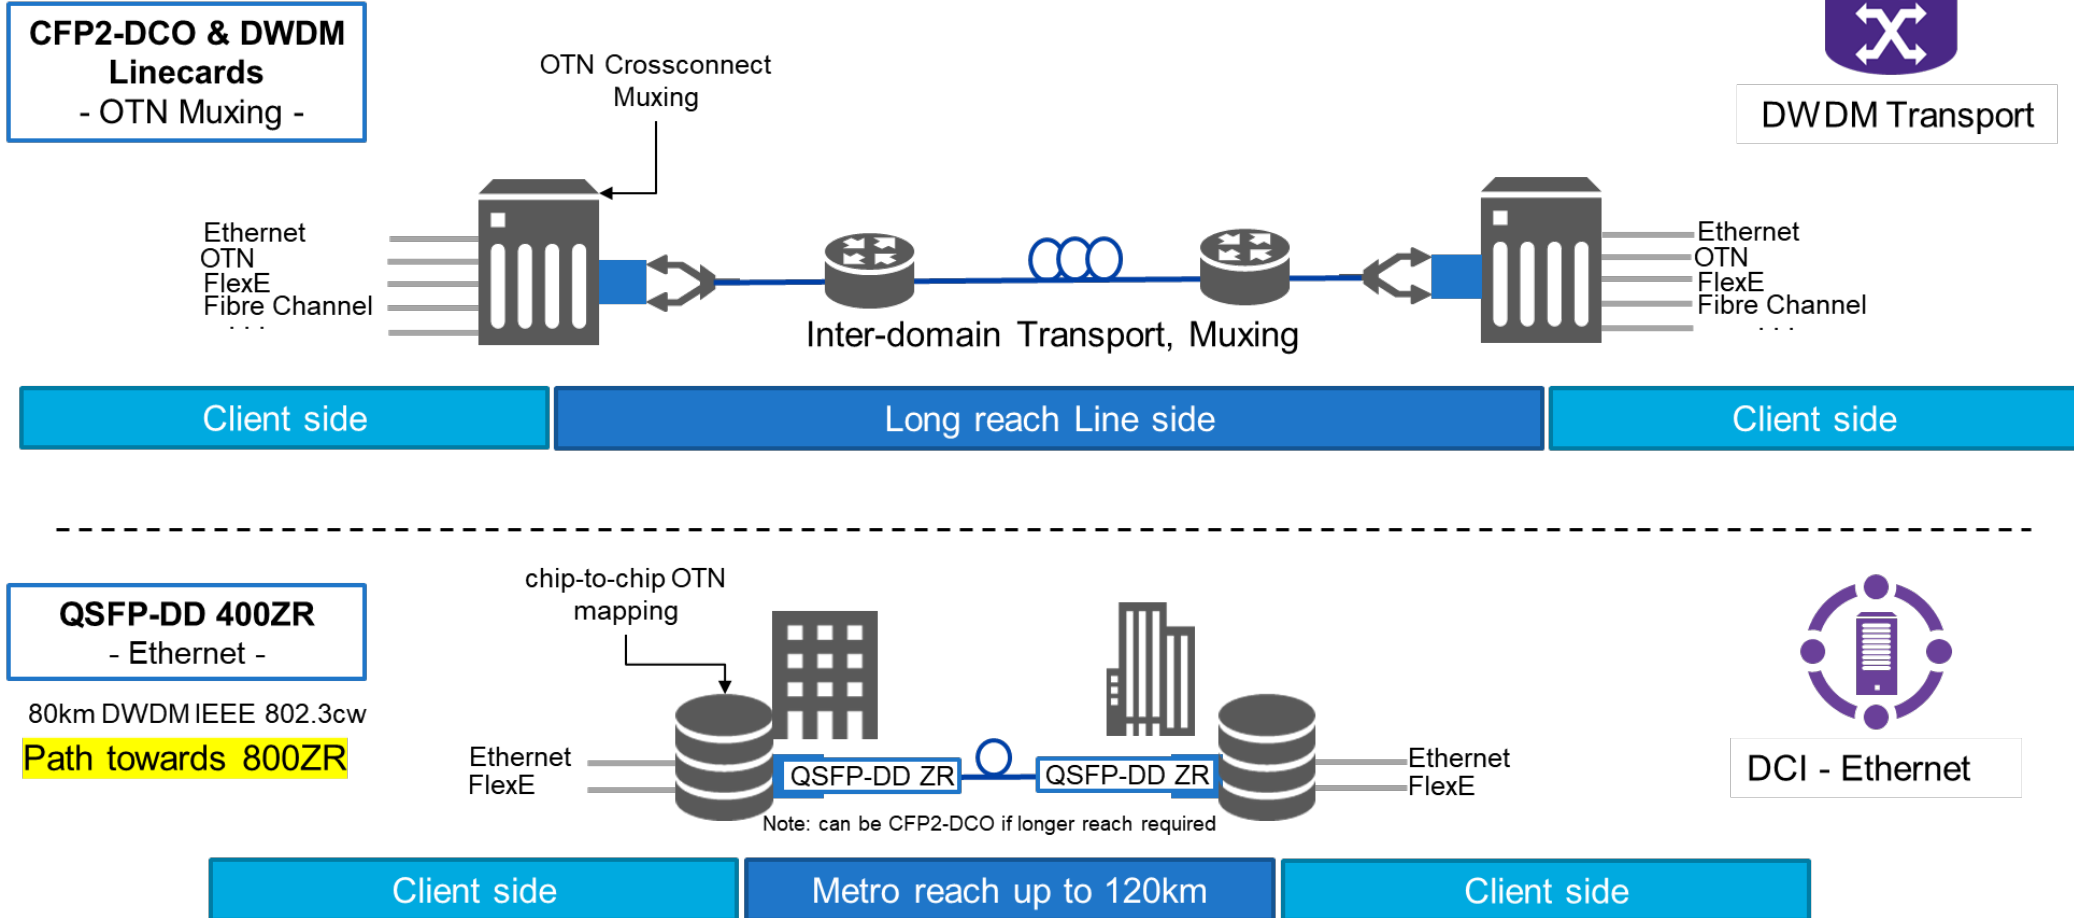 CFP2-DCO & DWDM
Linecards
- OTN Muxing -
OTN Crossconnect
Muxing
DWDM Transport
Ethernet
OTN
FlexE
Fibre Channel
. . .
Inter-domain Transport, Muxing
Ethernet
OTN
FlexE
Fibre Channel
. . .
Client side
Long reach Line side
Client side
QSFP-DD 400ZR
- Ethernet -
80km DWDM IEEE 802.3cw
Path towards 800ZR
chip-to-chip OTN
mapping
Ethernet
FlexE
QSFP-DD ZR
QSFP-DD ZR
Note: can be CFP2-DCO if longer reach required
Ethernet
FlexE
DCI - Ethernet
Client side
Metro reach up to 120km
Client side